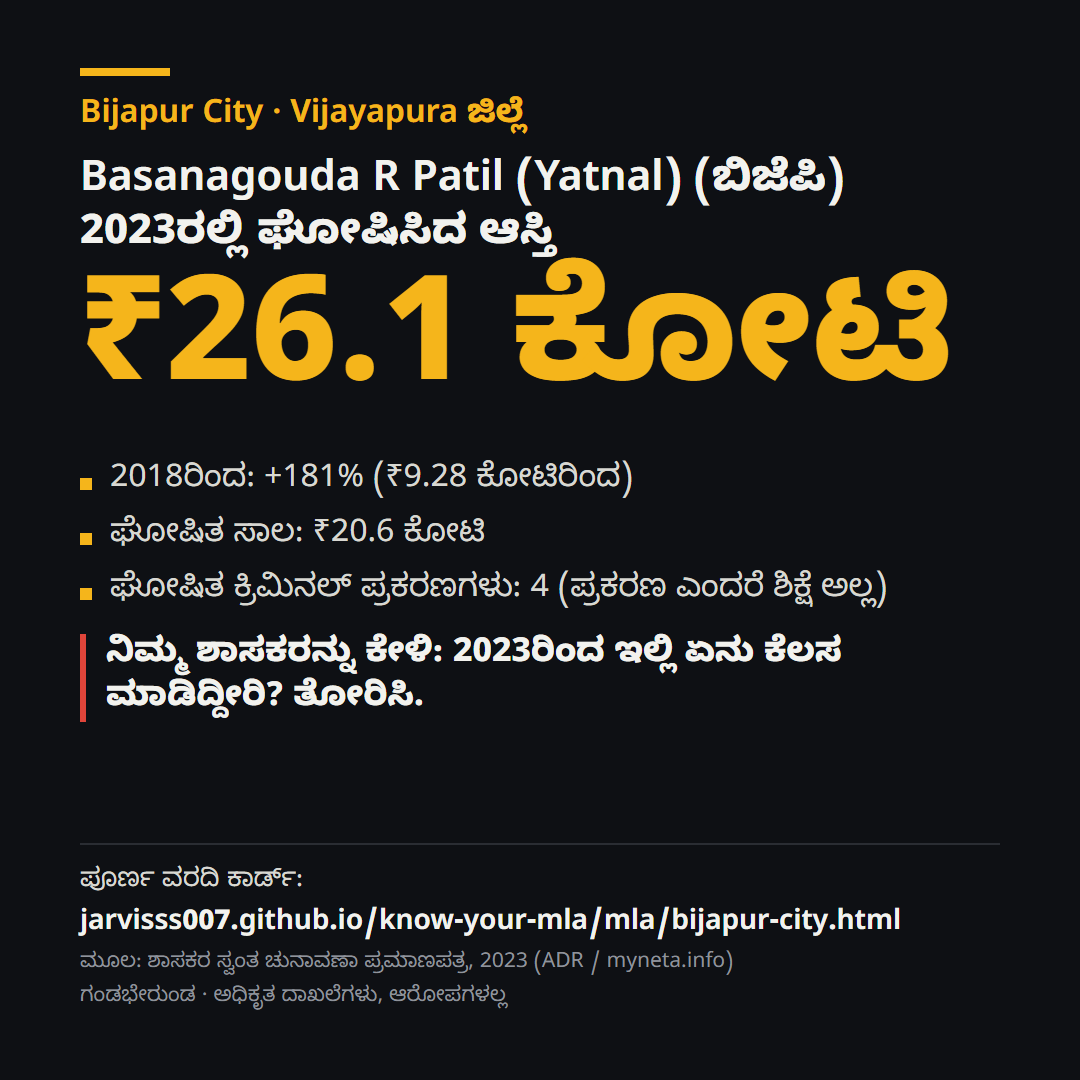 Bijapur City · Vijayapura ಜಿಲ್ಲೆ
Basanagouda R Patil (Yatnal) (ಬಿಜೆಪಿ)
2023ರಲ್ಲಿ ಘೋಷಿಸಿದ ಆಸ್ತಿ
₹26.1 ಕೋಟಿ
2018ರಿಂದ: +181% (₹9.28 ಕೋಟಿರಿಂದ)
ಘೋಷಿತ ಸಾಲ: ₹20.6 ಕೋಟಿ
ಘೋಷಿತ ಕ್ರಿಮಿನಲ್ ಪ್ರಕರಣಗಳು: 4 (ಪ್ರಕರಣ ಎಂದರೆ ಶಿಕ್ಷೆ ಅಲ್ಲ)
ನಿಮ್ಮ ಶಾಸಕರನ್ನು ಕೇಳಿ: 2023ರಿಂದ ಇಲ್ಲಿ ಏನು ಕೆಲಸ
ಮಾಡಿದ್ದೀರಿ? ತೋರಿಸಿ.
ಪೂರ್ಣ ವರದಿ ಕಾರ್ಡ್:
jarvisss007.github.io/know-your-mla/mla/bijapur-city.html
ಮೂಲ: ಶಾಸಕರ ಸ್ವಂತ ಚುನಾವಣಾ ಪ್ರಮಾಣಪತ್ರ, 2023 (ADR / myneta.info)
ಗಂಡಭೇರುಂಡ · ಅಧಿಕೃತ ದಾಖಲೆಗಳು, ಆರೋಪಗಳಲ್ಲ